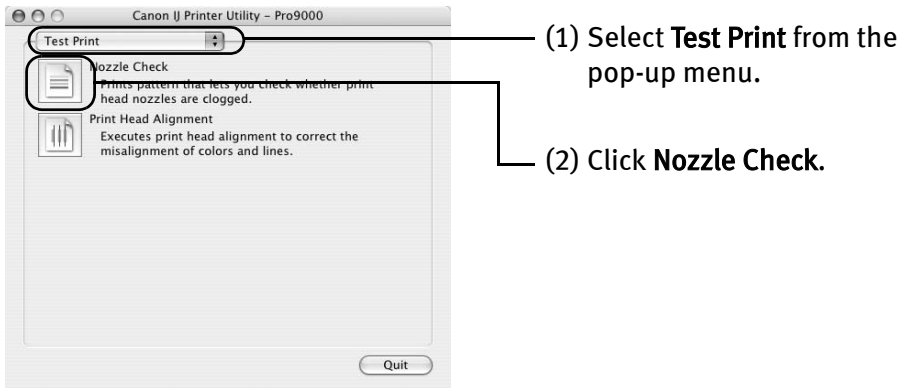 Canon IJ Printer Utility – Pro9000
Test Print
Nozzle Check
Prints pattern that lets you check whether print
head nozzles are clogged.
Print Head Alignment
Executes print head alignment to correct the
misalignment of colors and lines.
Quit
(1) Select Test Print from the
pop-up menu.
(2) Click Nozzle Check.